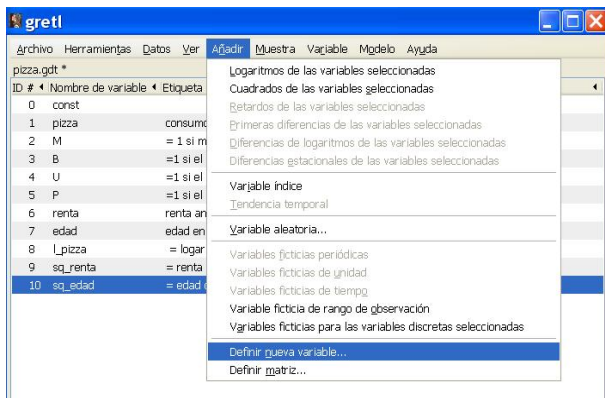 gretl
Archivo Herramientas Datos Ver Añadir Muestra Variable Modelo Ayuda
pizza.gdt *
ID # Nombre de variable Etiqueta
0 const
1 pizza consumo
2 M = 1 si m
3 B =1 si el
4 U =1 si el
5 P =1 si el
6 renta renta an
7 edad edad en
8 l_pizza = logar
9 sq_renta = renta
10 sq_edad = edad
Logaritmos de las variables seleccionadas
Cuadrados de las variables seleccionadas
Retardos de las variables seleccionadas
Primeras diferencias de las variables seleccionadas
Diferencias de logaritmos de las variables seleccionadas
Diferencias estacionales de las variables seleccionadas
Variable índice
Tendencia temporal
Variable aleatoria...
Variables ficticias periódicas
Variables ficticias de unidad
Variables ficticias de tiempo
Variable ficticia de rango de observación
Variables ficticias para las variables discretas seleccionadas
Definir nueva variable...
Definir matriz...